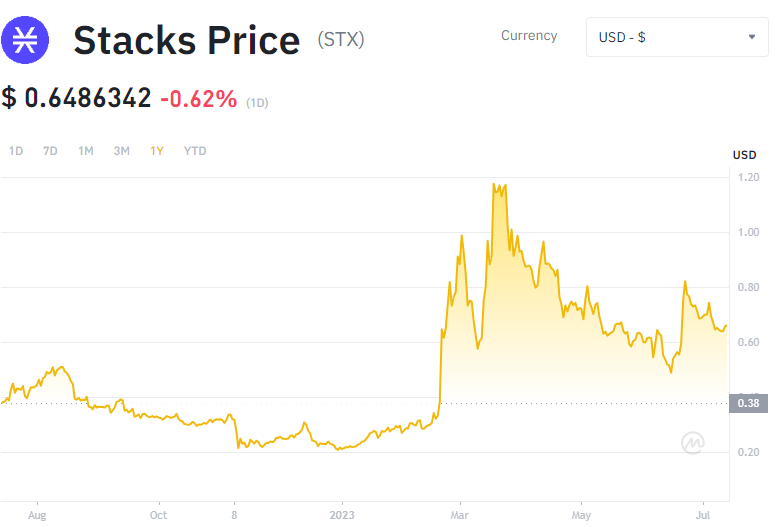 Stacks Price (STX)
Currency
USD - $
$ 0.6486342 -0.62% (1D)
1D 7D 1M 3M 1Y YTD
USD
1.20
1.00
0.80
0.60
0.38
0.20
Aug Oct 8 2023 Mar May Jul